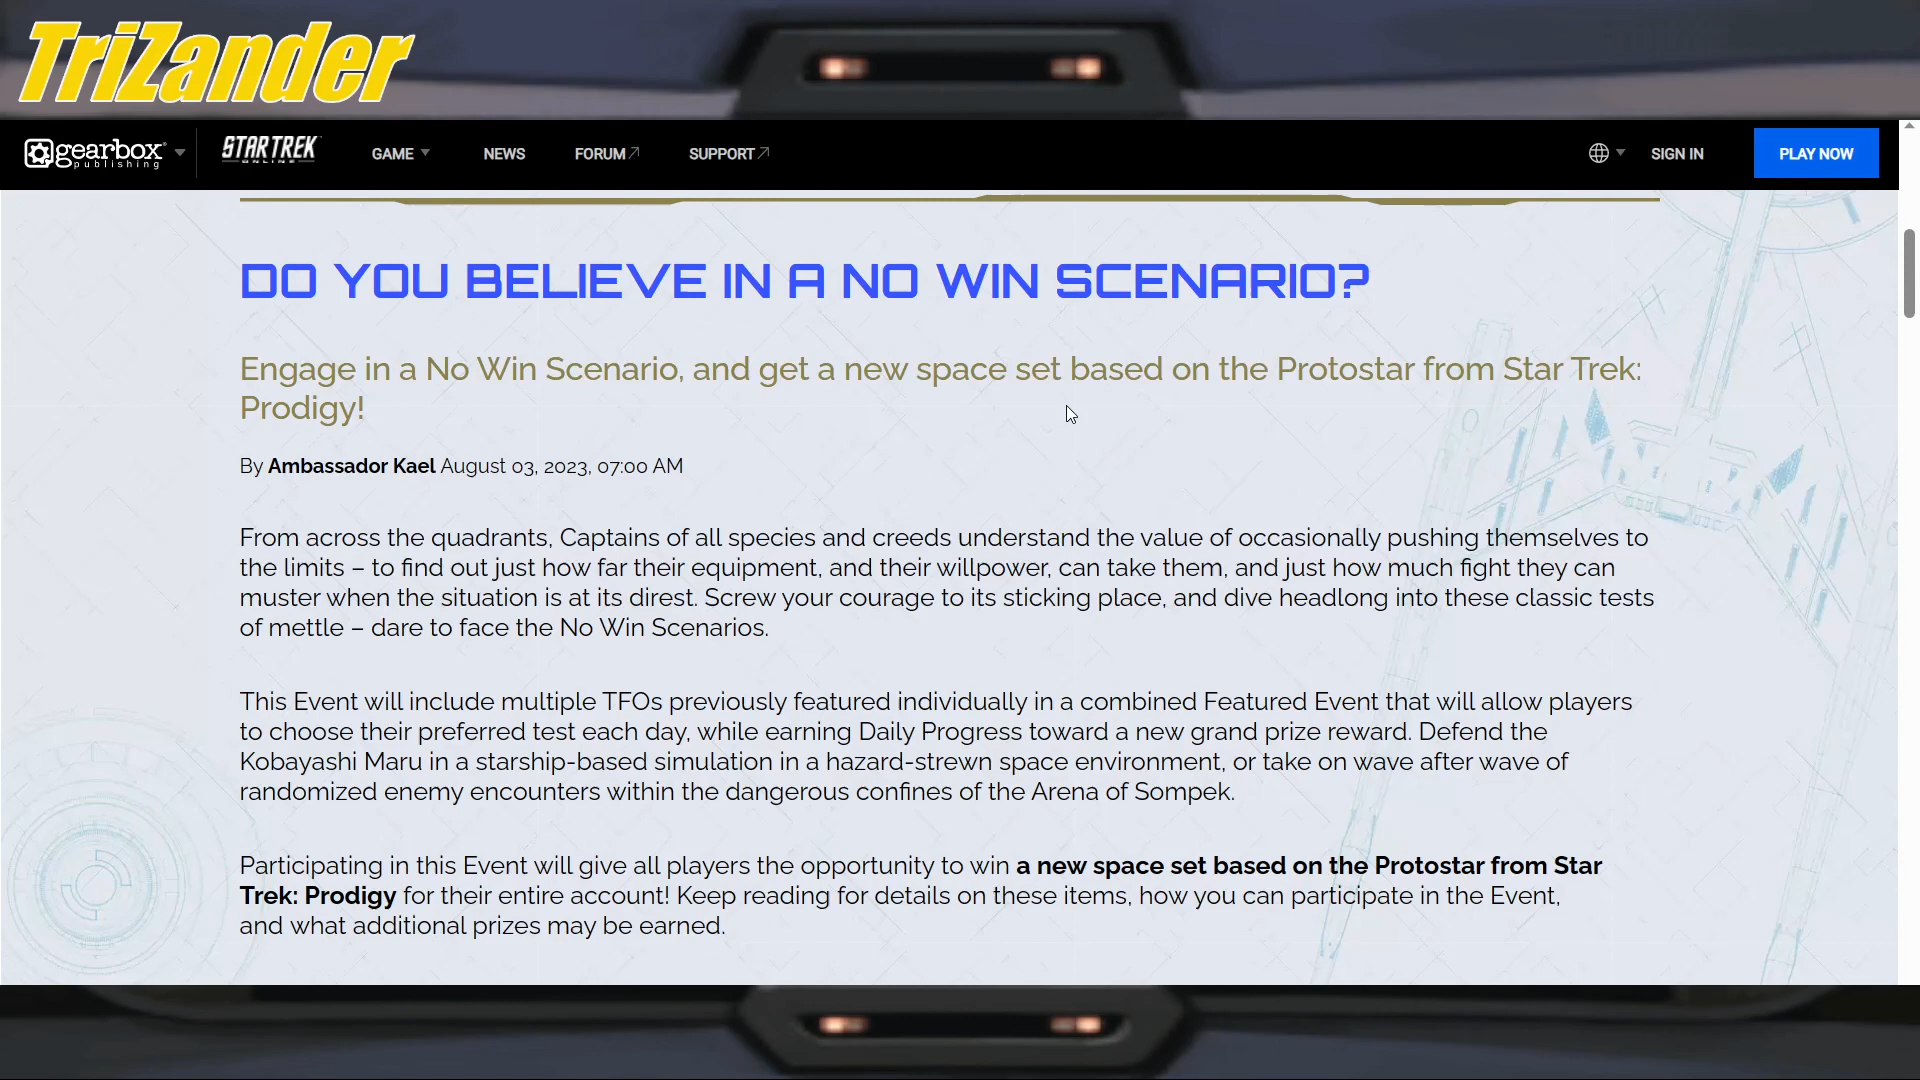 TriZander
gearbox publishing
STAR TREK ONLINE
GAME
NEWS
FORUM
SUPPORT
SIGN IN
PLAY NOW
DO YOU BELIEVE IN A NO WIN SCENARIO?
Engage in a No Win Scenario, and get a new space set based on the Protostar from Star Trek:
Prodigy!
By Ambassador Kael August 03, 2023, 07:00 AM
From across the quadrants, Captains of all species and creeds understand the value of occasionally pushing themselves to
the limits – to find out just how far their equipment, and their willpower, can take them, and just how much fight they can
muster when the situation is at its direst. Screw your courage to its sticking place, and dive headlong into these classic tests
of mettle – dare to face the No Win Scenarios.
This Event will include multiple TFOs previously featured individually in a combined Featured Event that will allow players
to choose their preferred test each day, while earning Daily Progress toward a new grand prize reward. Defend the
Kobayashi Maru in a starship-based simulation in a hazard-strewn space environment, or take on wave after wave of
randomized enemy encounters within the dangerous confines of the Arena of Sompek.
Participating in this Event will give all players the opportunity to win a new space set based on the Protostar from Star
Trek: Prodigy for their entire account! Keep reading for details on these items, how you can participate in the Event,
and what additional prizes may be earned.